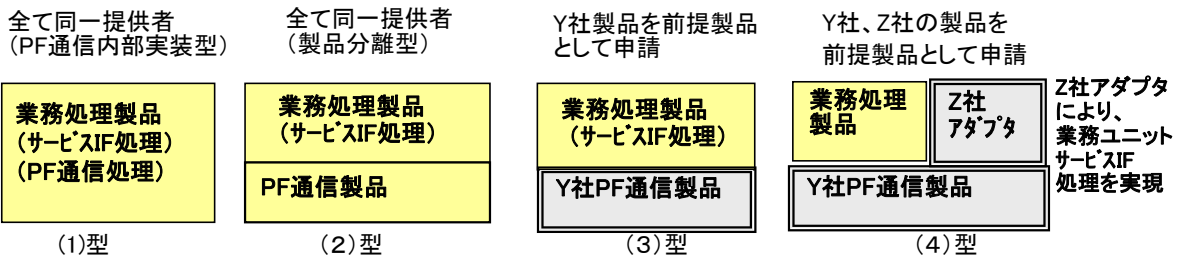 全て同一提供者
（PF通信内部実装型）
業務処理製品
（サービスIF処理）
（PF通信処理）
(1)型
全て同一提供者
（製品分離型）
業務処理製品
（サービスIF処理）
PF通信製品
（２）型
Y社製品を前提製品
として申請
業務処理製品
（サービスIF処理）
Y社PF通信製品
（３）型
Y社、Z社の製品を
前提製品として申請
業務処理
製品
Z社
アダプタ
Y社PF通信製品
Z社アダプタ
により、
業務ユニット
サービスIF
処理を実現
（４）型